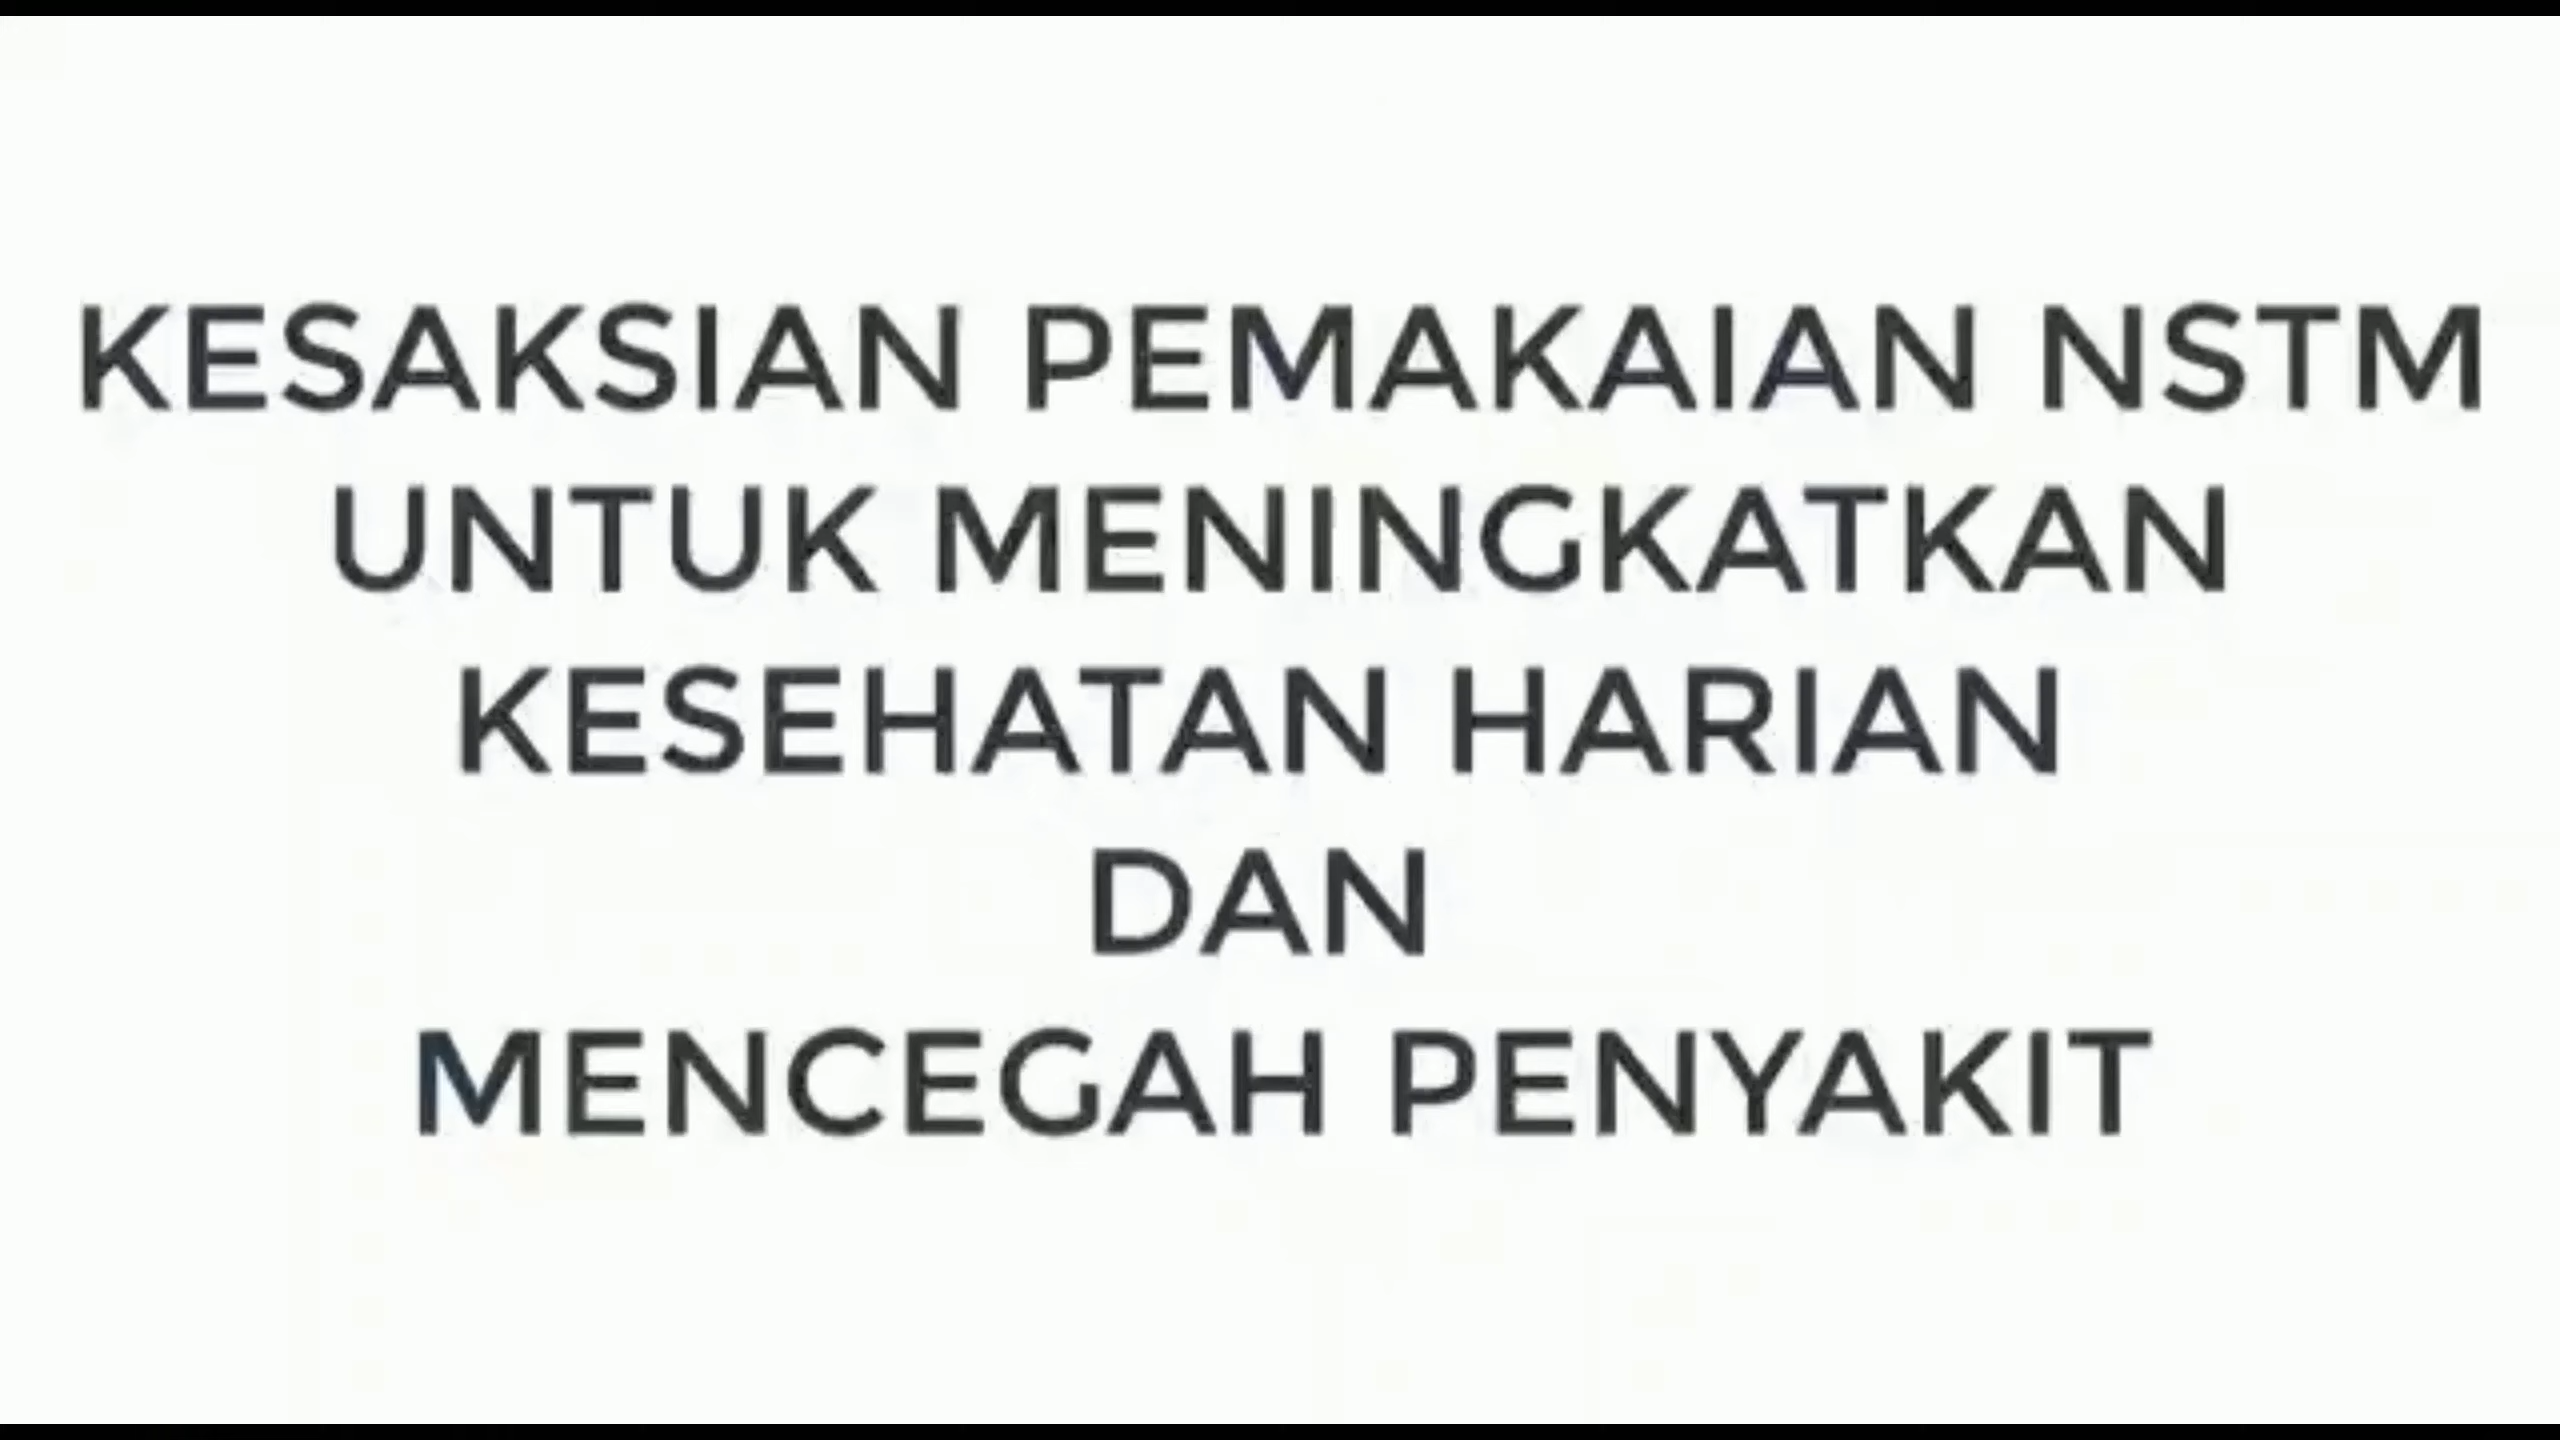 KESAKSIAN PEMAKAIAN NSTM
UNTUK MENINGKATKAN
KESEHATAN HARIAN
DAN
MENCEGAH PENYAKIT